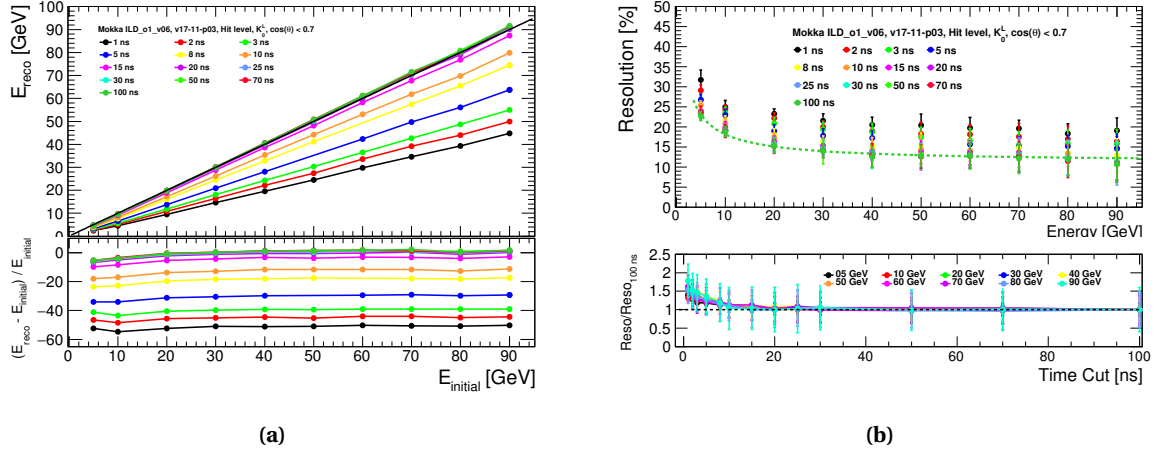 E_reco [GeV]
100
90
80
70
60
50
40
30
20
10
0
Mokka ILD_o1_v06, v17-11-p03, Hit level, K^L_0, cos(θ) < 0.7
1 ns 2 ns 3 ns
5 ns 8 ns 10 ns
15 ns 20 ns 25 ns
30 ns 50 ns 70 ns
100 ns
(E_reco - E_initial) / E_initial
0
−20
−40
−60
0 10 20 30 40 50 60 70 80 90
E_initial [GeV]
(a)
Resolution [%]
50
45
40
35
30
25
20
15
10
5
0
Mokka ILD_o1_v06, v17-11-p03, Hit level, K^L_0, cos(θ) < 0.7
1 ns 2 ns 3 ns 5 ns
8 ns 10 ns 15 ns 20 ns
25 ns 30 ns 50 ns 70 ns
100 ns
0 10 20 30 40 50 60 70 80 90
Energy [GeV]
Reso/Reso_100 ns
2.5
2
1.5
1
0.5
0
05 GeV 10 GeV 20 GeV 30 GeV 40 GeV
50 GeV 60 GeV 70 GeV 80 GeV 90 GeV
0 20 40 60 80 100
Time Cut [ns]
(b)